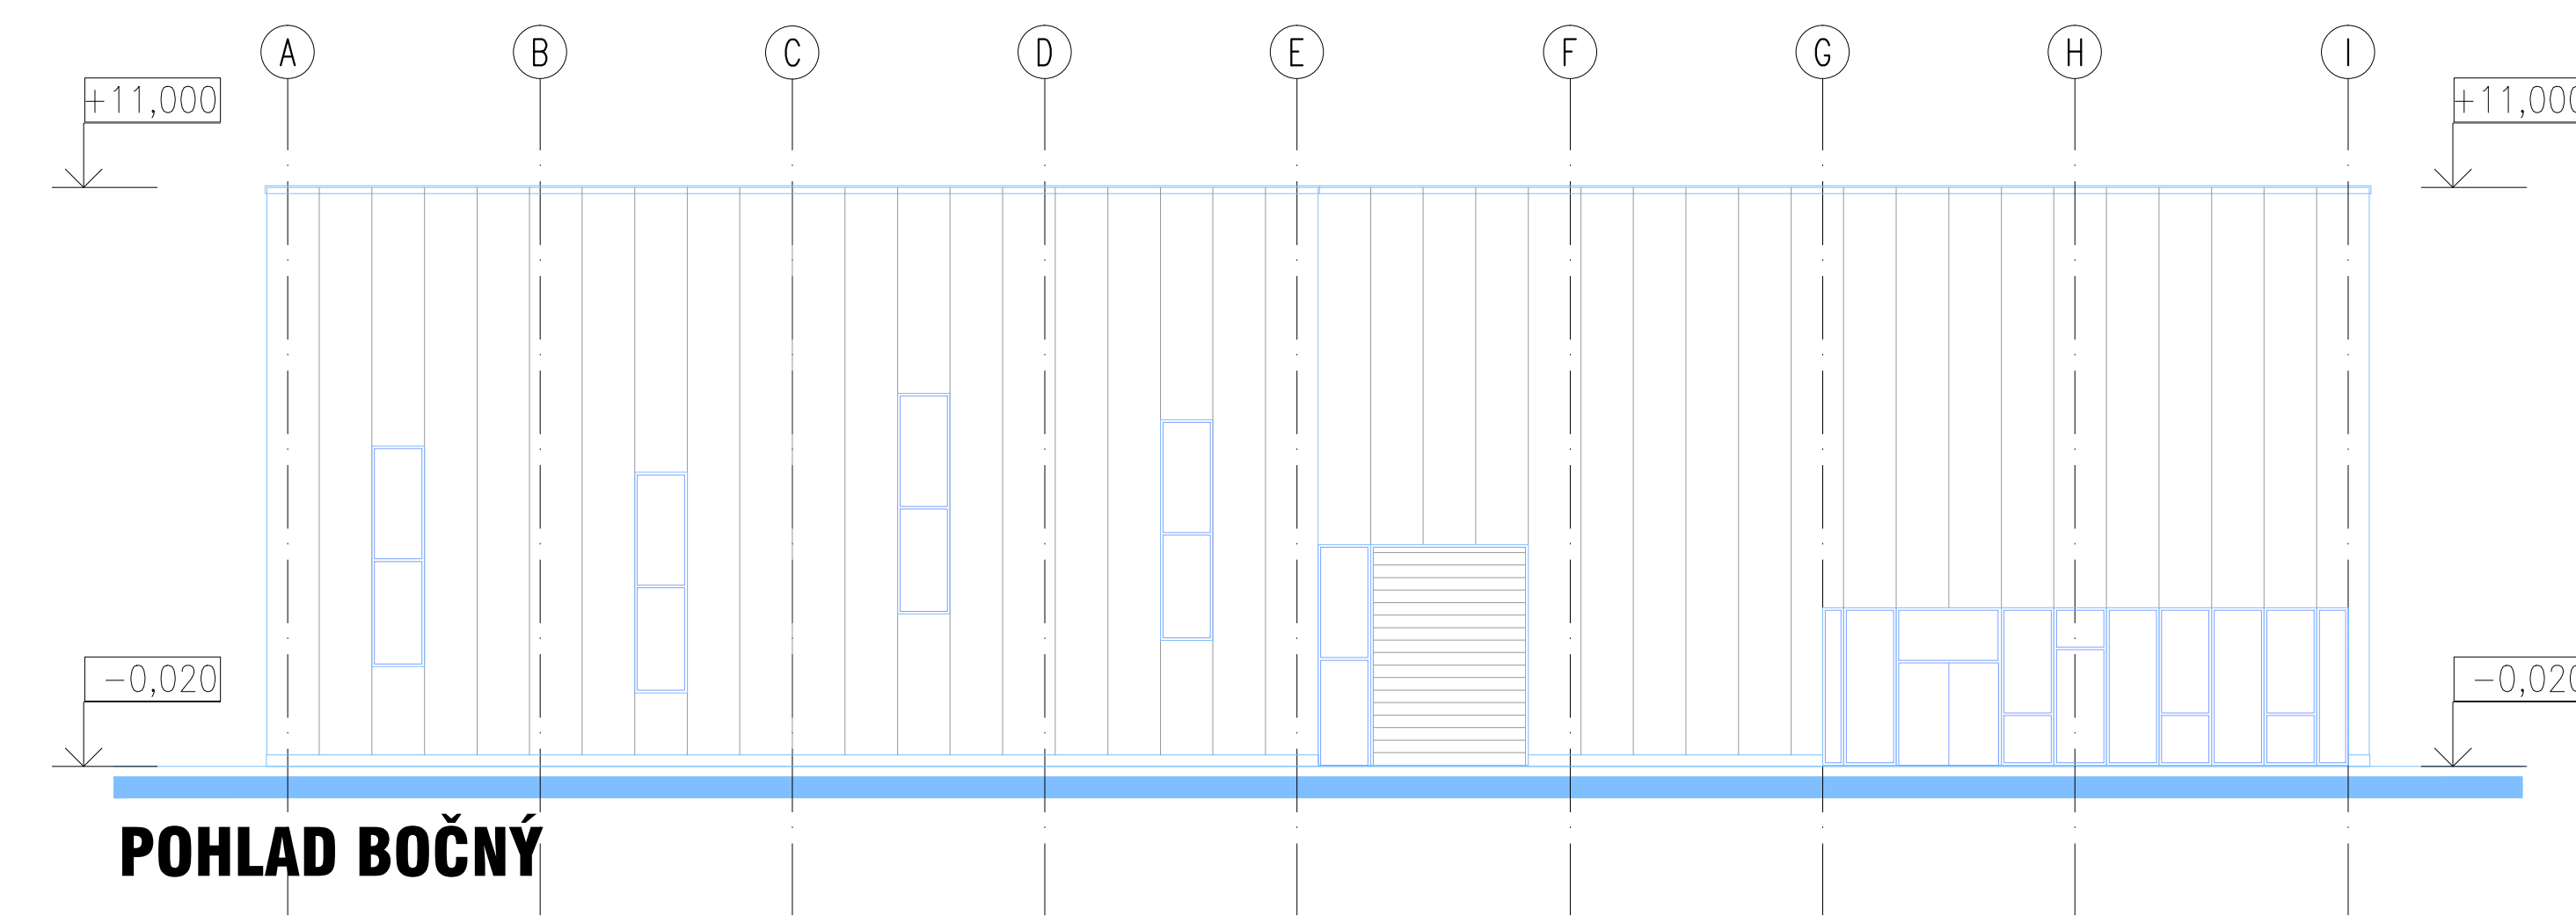 A B C D E F G H I
+11,000 +11,000
-0,020 -0,020
POHLAD BOČNÝ